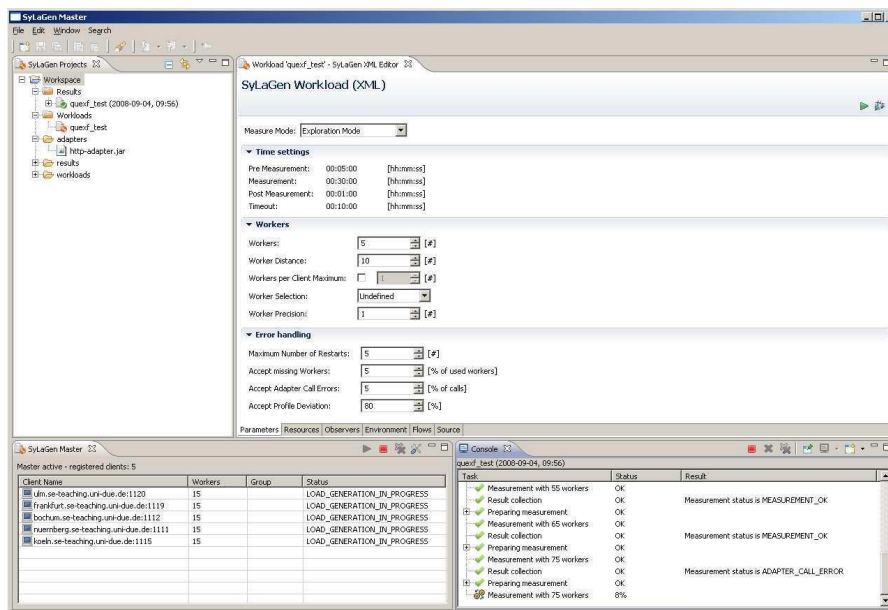 SyLaGen Master
File Edit Window Search
SyLaGen Projects
Workspace
Results
quexf_test (2008-09-04, 09:56)
Workloads
quexf_test
adapters
http-adapter.jar
results
workloads
Workload 'quexf_test' - SyLaGen XML Editor
SyLaGen Workload (XML)
Measure Mode: Exploration Mode
Time settings
Pre Measurement: 00:05:00 [hh:mm:ss]
Measurement: 00:30:00 [hh:mm:ss]
Post Measurement: 00:01:00 [hh:mm:ss]
Timeout: 00:10:00 [hh:mm:ss]
Workers
Workers: 5 [#]
Worker Distance: 10 [#]
Workers per Client Maximum: 1 [#]
Worker Selection: Undefined
Worker Precision: 1 [#]
Error handling
Maximum Number of Restarts: 5 [#]
Accept missing Workers: 5 [% of used workers]
Accept Adapter Call Errors: 5 [% of calls]
Accept Profile Deviation: 80 [%]
Parameters Resources Observers Environment Flows Source
SyLaGen Master
Master active - registered clients: 5
Client Name Workers Group Status
ulm.se-teaching.uni-due.de:1120 15 LOAD_GENERATION_IN_PROGRESS
frankfurt.se-teaching.uni-due.de:1119 15 LOAD_GENERATION_IN_PROGRESS
bochum.se-teaching.uni-due.de:1112 15 LOAD_GENERATION_IN_PROGRESS
nuernberg.se-teaching.uni-due.de:1111 15 LOAD_GENERATION_IN_PROGRESS
koeln.se-teaching.uni-due.de:1115 15 LOAD_GENERATION_IN_PROGRESS
Console
quexf_test (2008-09-04, 09:56)
Task Status Result
Measurement with 55 workers OK
Result collection OK Measurement status is MEASUREMENT_OK
Preparing measurement OK
Measurement with 65 workers OK
Result collection OK Measurement status is MEASUREMENT_OK
Preparing measurement OK
Measurement with 75 workers OK
Result collection OK Measurement status is ADAPTER_CALL_ERROR
Preparing measurement OK
Measurement with 75 workers 8%